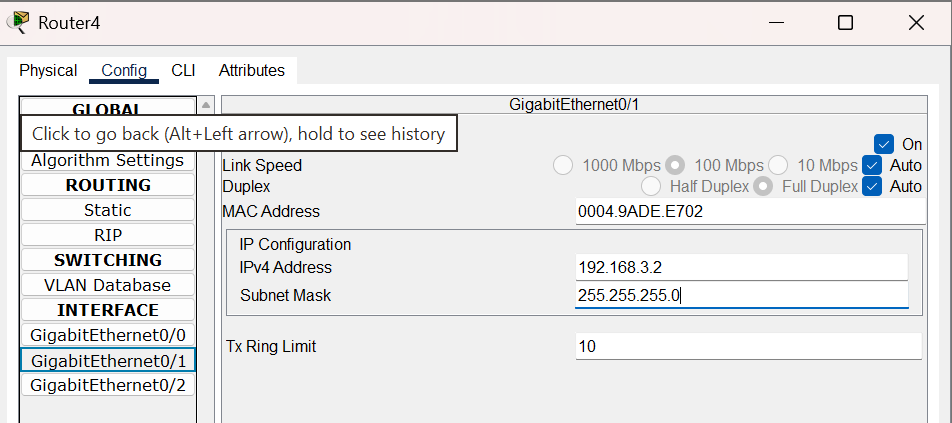 Router4
Physical Config CLI Attributes
GLOBAL
Click to go back (Alt+Left arrow), hold to see history
Algorithm Settings
ROUTING
Static
RIP
SWITCHING
VLAN Database
INTERFACE
GigabitEthernet0/0
GigabitEthernet0/1
GigabitEthernet0/2
GigabitEthernet0/1
On
Link Speed 1000 Mbps 100 Mbps 10 Mbps Auto
Duplex Half Duplex Full Duplex Auto
MAC Address 0004.9ADE.E702
IP Configuration
IPv4 Address 192.168.3.2
Subnet Mask 255.255.255.0
Tx Ring Limit 10